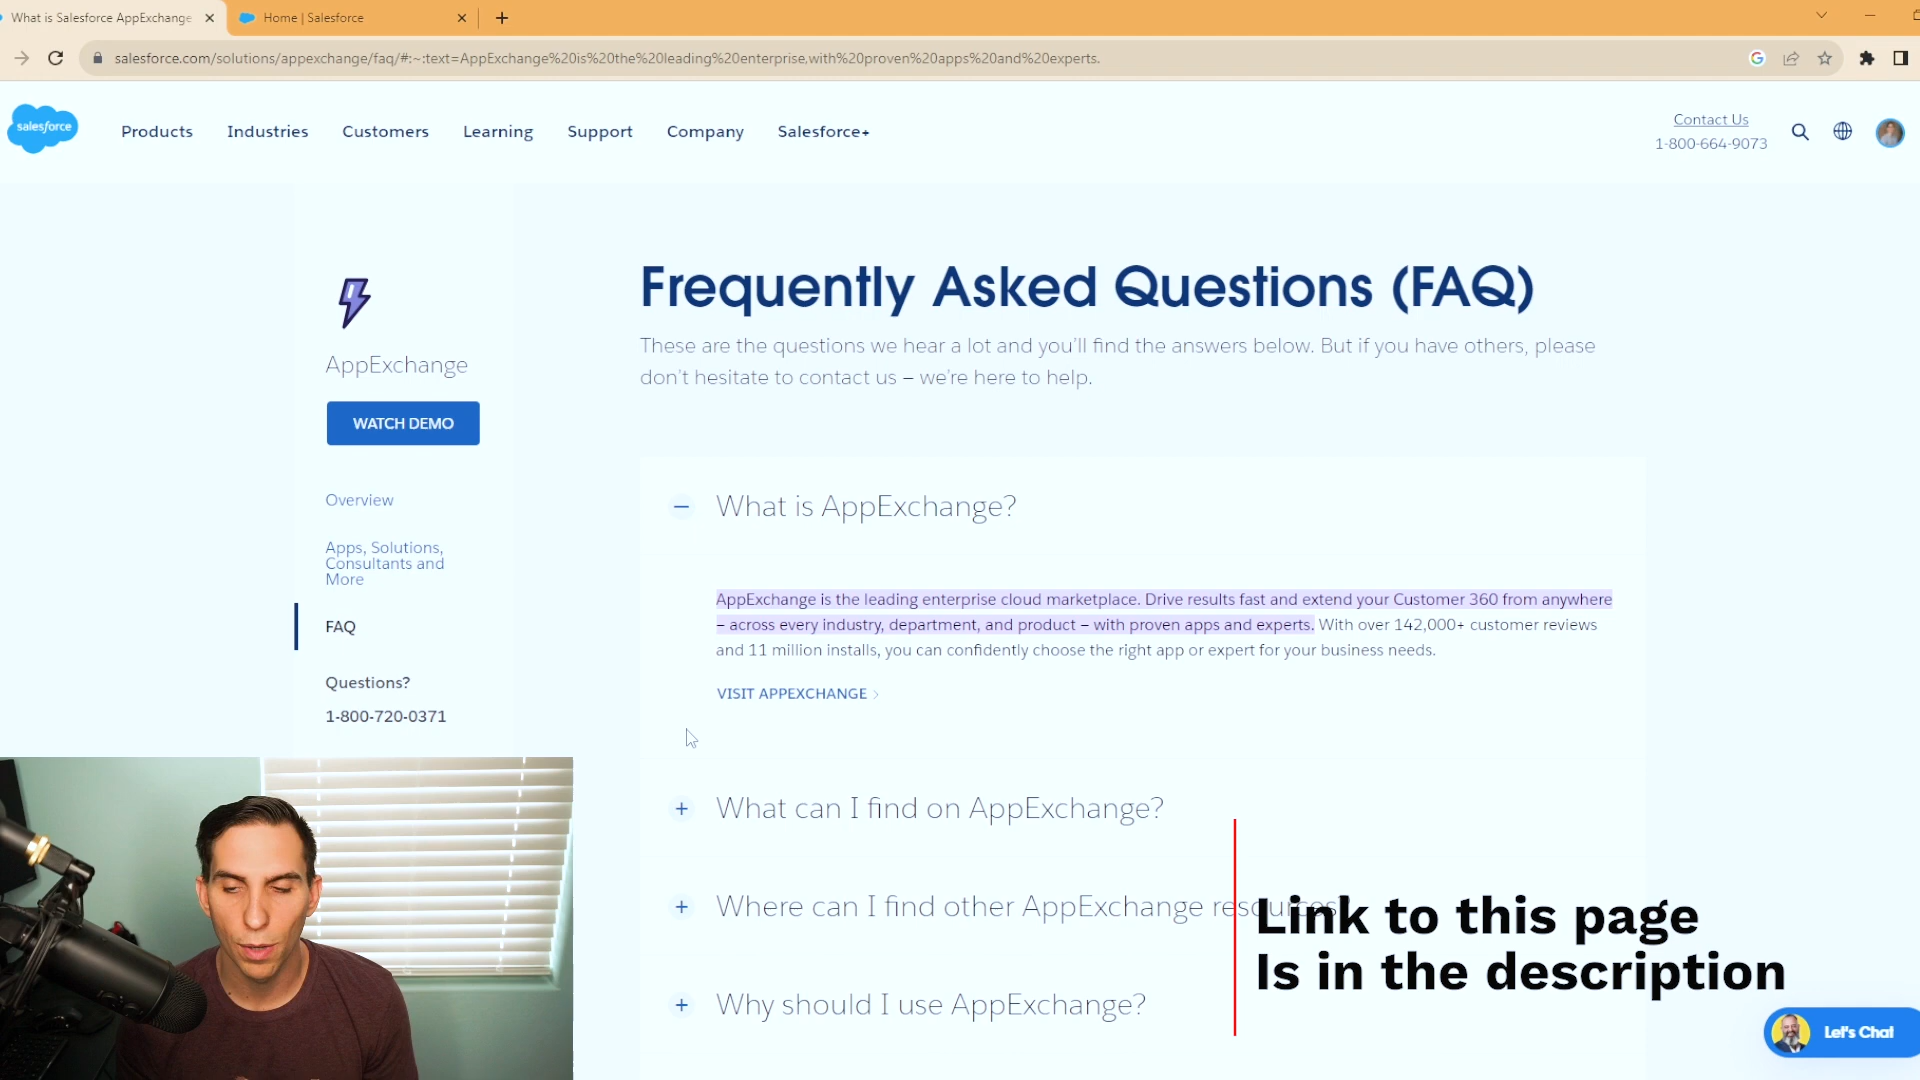 What is Salesforce AppExchange
Home | Salesforce
salesforce.com/solutions/appexchange/faq/#:~:text=AppExchange%20is%20the%20leading%20enterprise,with%20proven%20apps%20and%20experts.
salesforce
Products
Industries
Customers
Learning
Support
Company
Salesforce+
Contact Us
1-800-664-9073
AppExchange
WATCH DEMO
Overview
Apps, Solutions,
Consultants and
More
FAQ
Questions?
1-800-720-0371
Frequently Asked Questions (FAQ)
These are the questions we hear a lot and you'll find the answers below. But if you have others, please
don't hesitate to contact us – we're here to help.
What is AppExchange?
AppExchange is the leading enterprise cloud marketplace. Drive results fast and extend your Customer 360 from anywhere
– across every industry, department, and product – with proven apps and experts. With over 142,000+ customer reviews
and 11 million installs, you can confidently choose the right app or expert for your business needs.
VISIT APPEXCHANGE >
What can I find on AppExchange?
Where can I find other AppExchange resources?
Why should I use AppExchange?
Link to this page
Is in the description
Let's Chat